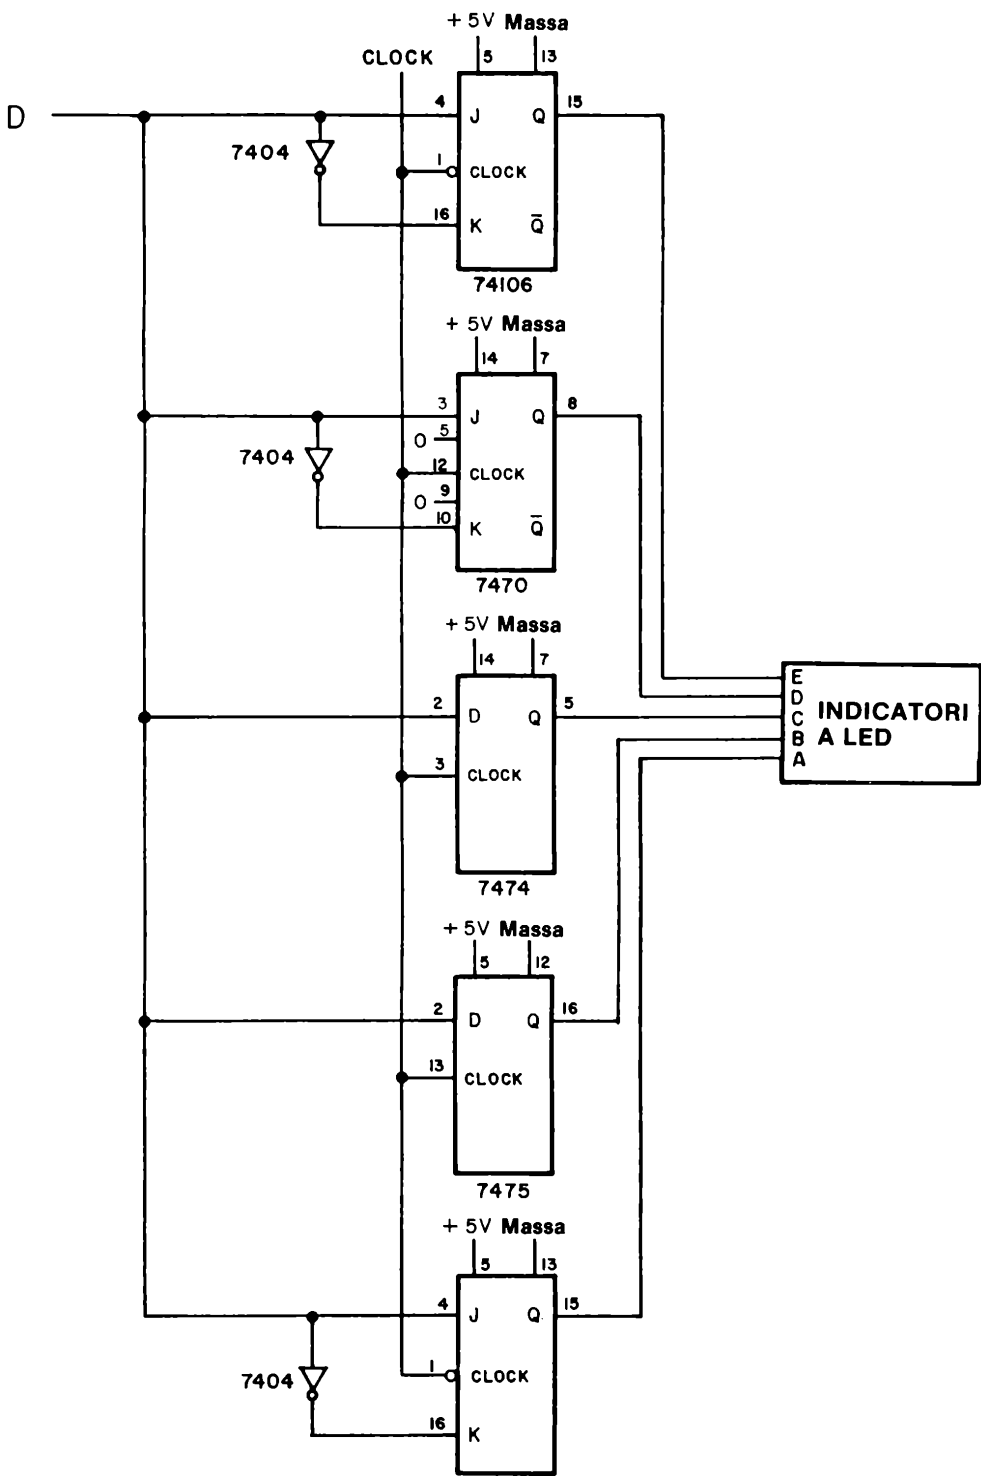 + 5V Massa
CLOCK
5 13
D
4 J Q 15
7404
1 CLOCK
16 K Q̅
74106
+ 5V Massa
14 7
3 J Q 8
0 5
7404
12 CLOCK
0 9
10 K Q̅
7470
+ 5V Massa
14 7
2 D Q 5
3 CLOCK
7474
E
D
C
B
A
INDICATORI
A LED
+ 5V Massa
5 12
2 D Q 16
13 CLOCK
7475
+ 5V Massa
5 13
4 J Q 15
7404
1 CLOCK
16 K